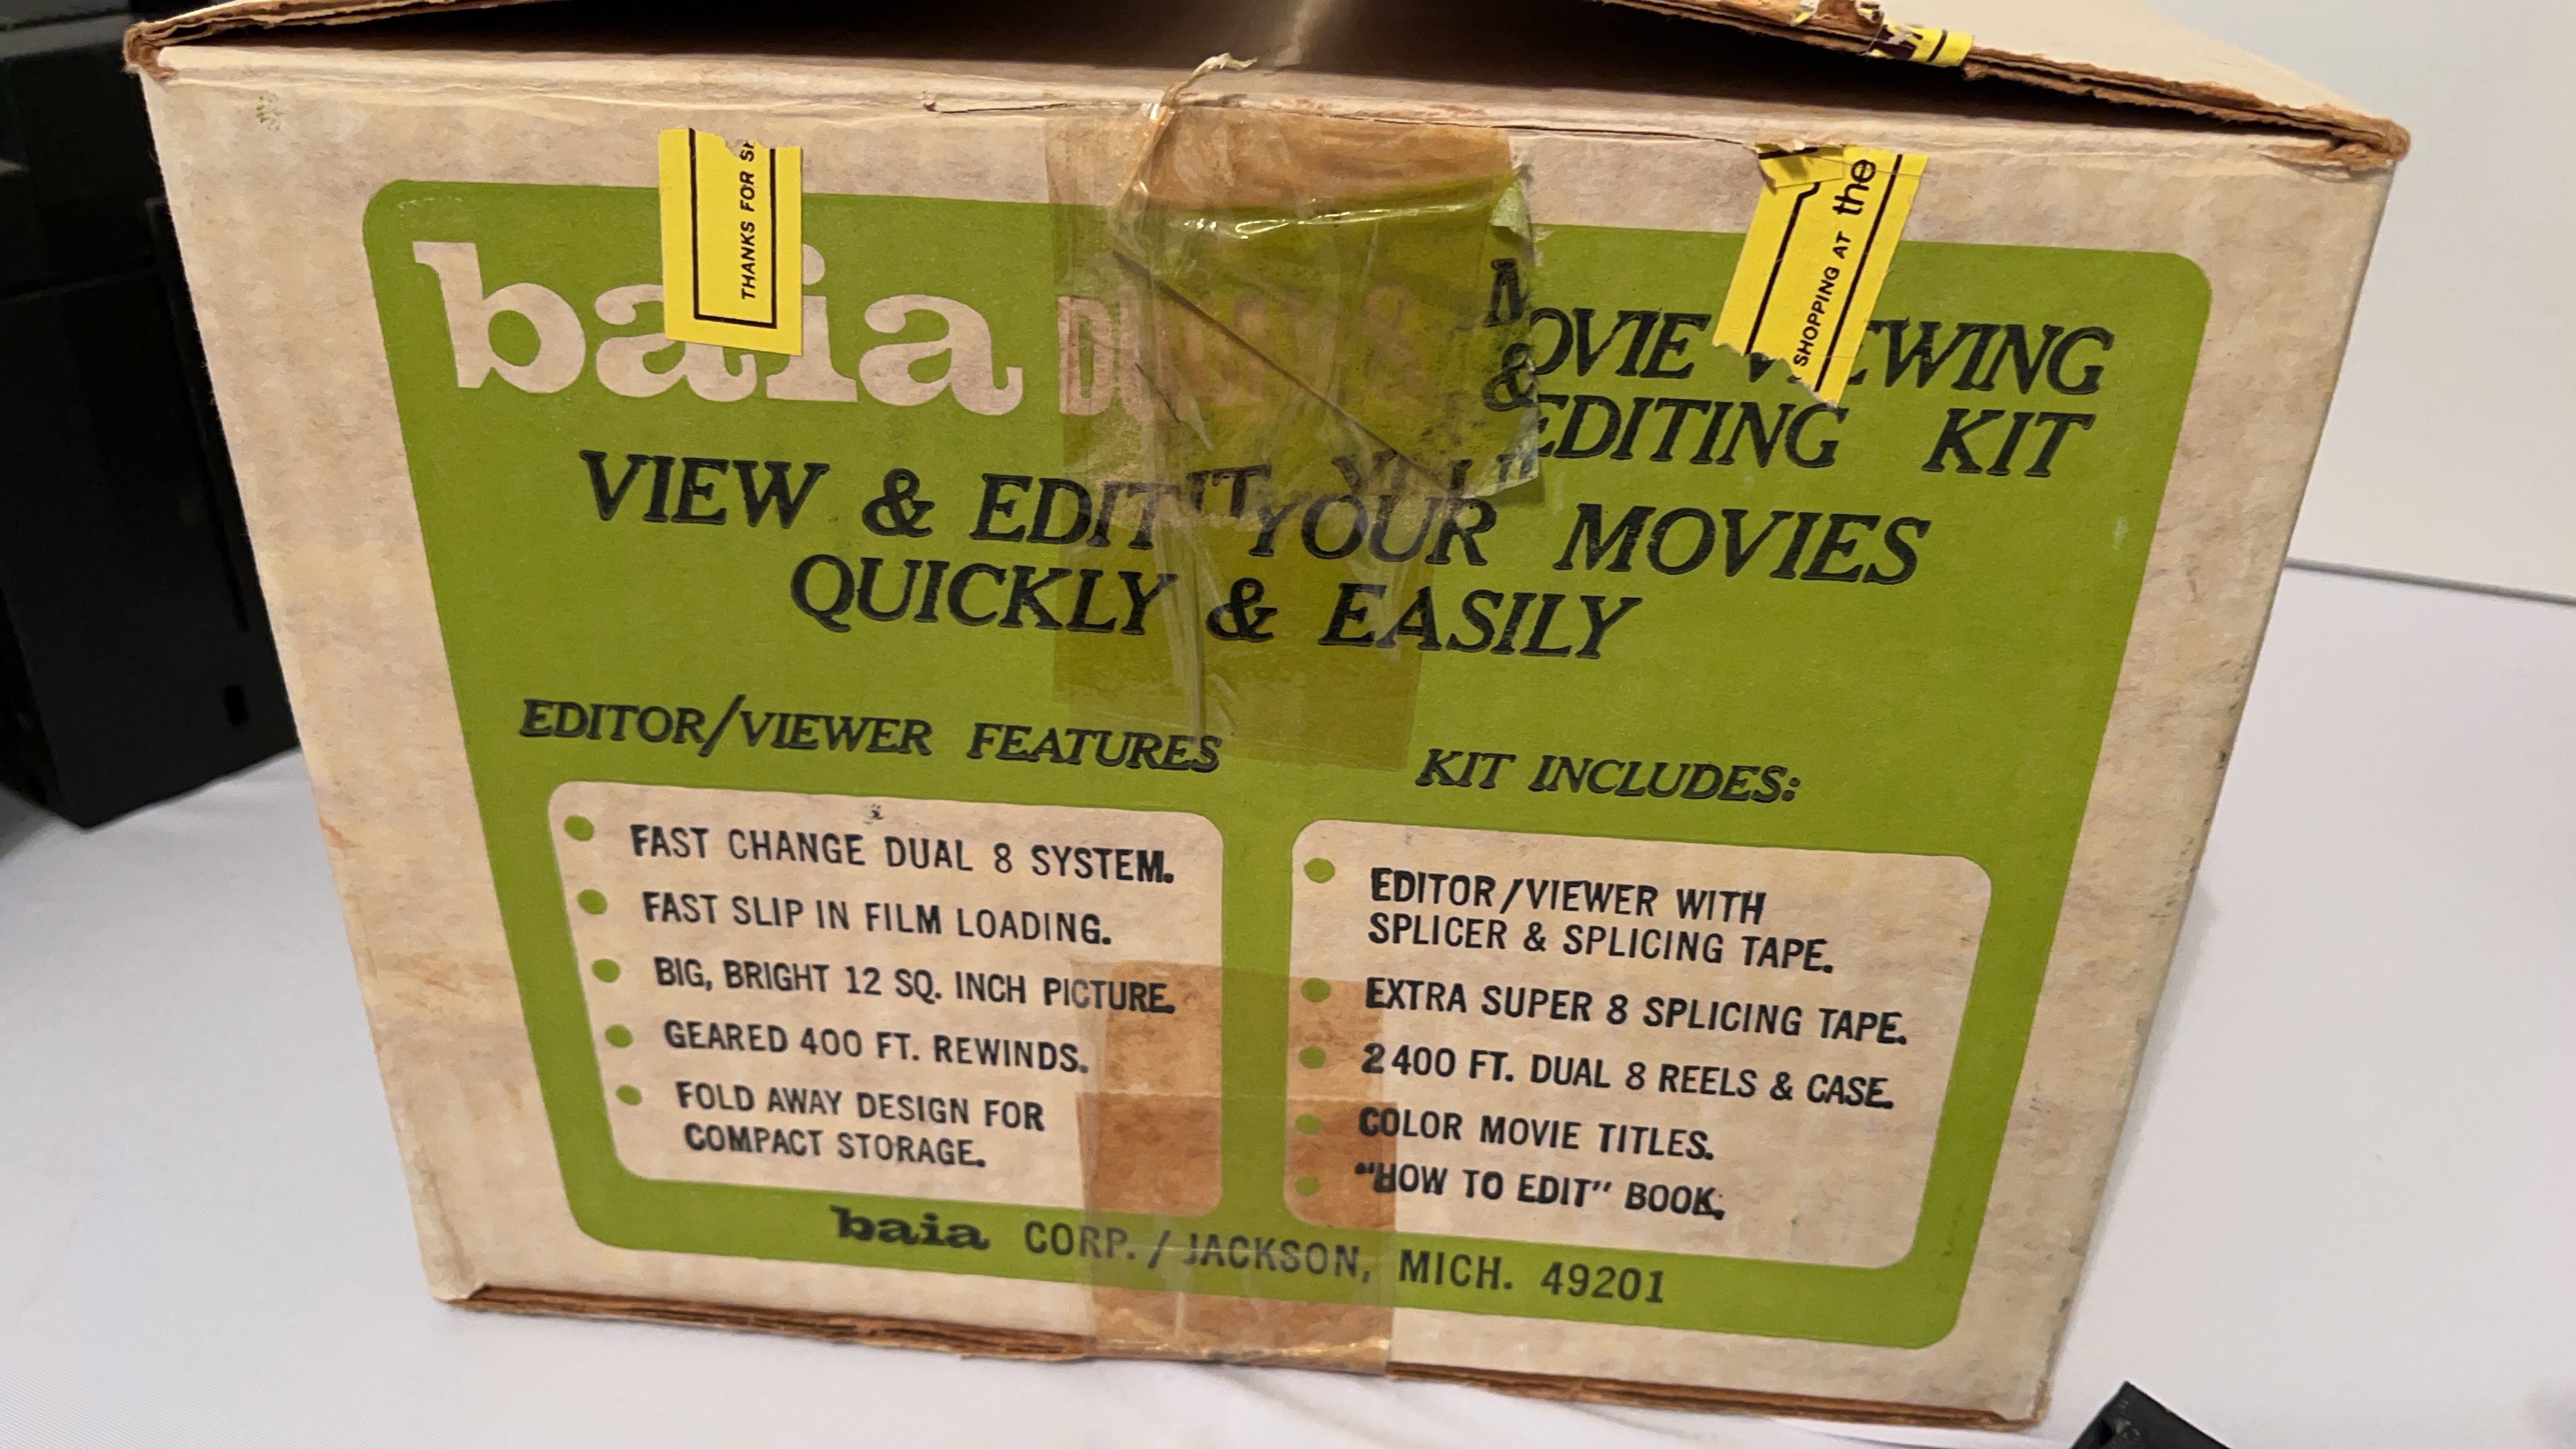 THANKS FOR
SHOPPING AT the
baia
MOVIE VIEWING
& EDITING KIT
VIEW & EDIT YOUR MOVIES
QUICKLY & EASILY
EDITOR/VIEWER FEATURES
FAST CHANGE DUAL 8 SYSTEM.
FAST SLIP IN FILM LOADING.
BIG, BRIGHT 12 SQ. INCH PICTURE.
GEARED 400 FT. REWINDS.
FOLD AWAY DESIGN FOR
COMPACT STORAGE.
KIT INCLUDES:
EDITOR/VIEWER WITH
SPLICER & SPLICING TAPE.
EXTRA SUPER 8 SPLICING TAPE.
2 400 FT. DUAL 8 REELS & CASE.
COLOR MOVIE TITLES.
"HOW TO EDIT" BOOK.
baia CORP. / JACKSON, MICH. 49201